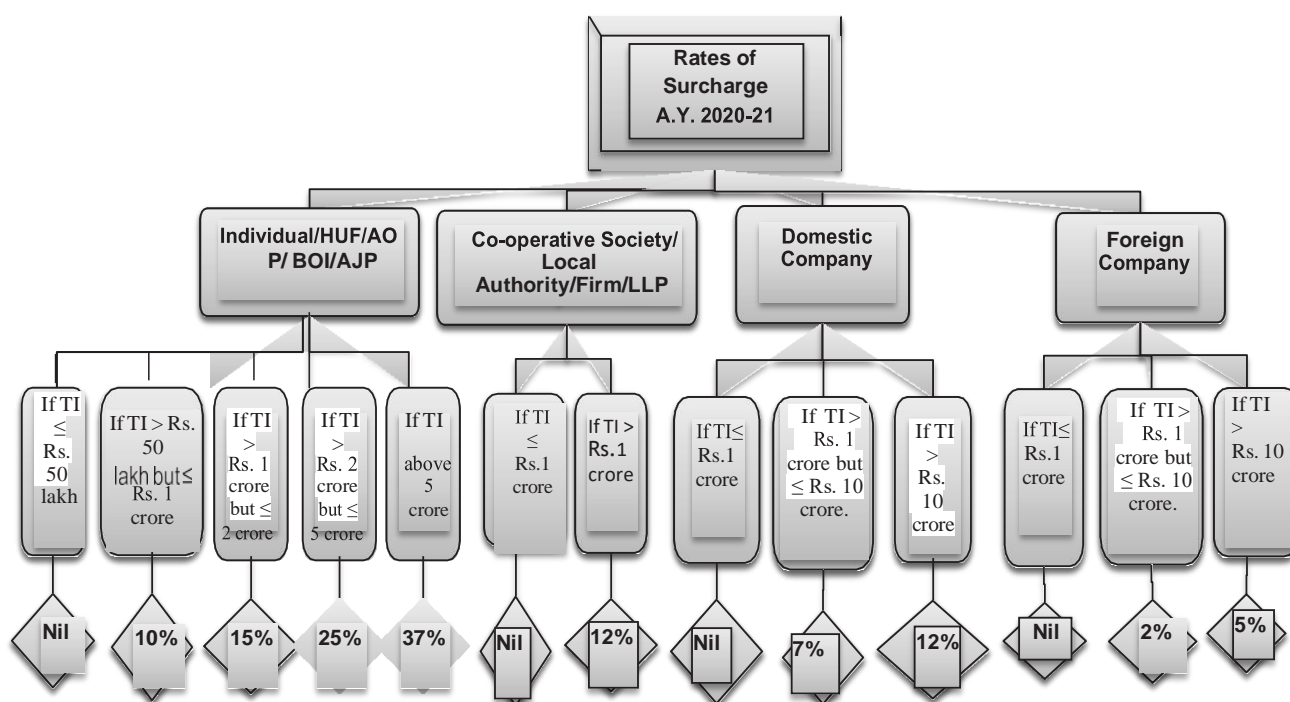 Rates of
Surcharge
A.Y. 2020-21
Individual/HUF/AO
P/ BOI/AJP
Co-operative Society/
Local
Authority/Firm/LLP
Domestic
Company
Foreign
Company
If TI
≤
Rs.
50
lakh
If TI > Rs.
50
lakh but ≤
Rs. 1
crore
If TI
>
Rs. 1
crore
but ≤
2 crore
If TI
>
Rs. 2
crore
but ≤
5 crore
If TI
above
5
crore
If TI
≤
Rs.1
crore
If TI >
Rs.1
crore
If TI≤
Rs.1
crore
If TI >
Rs. 1
crore but
≤ Rs. 10
crore.
If TI
>
Rs.
10
crore
If TI≤
Rs.1
crore
If TI >
Rs. 1
crore but
≤ Rs. 10
crore.
If TI
>
Rs. 10
crore
Nil
10%
15%
25%
37%
Nil
12%
Nil
7%
12%
Nil
2%
5%